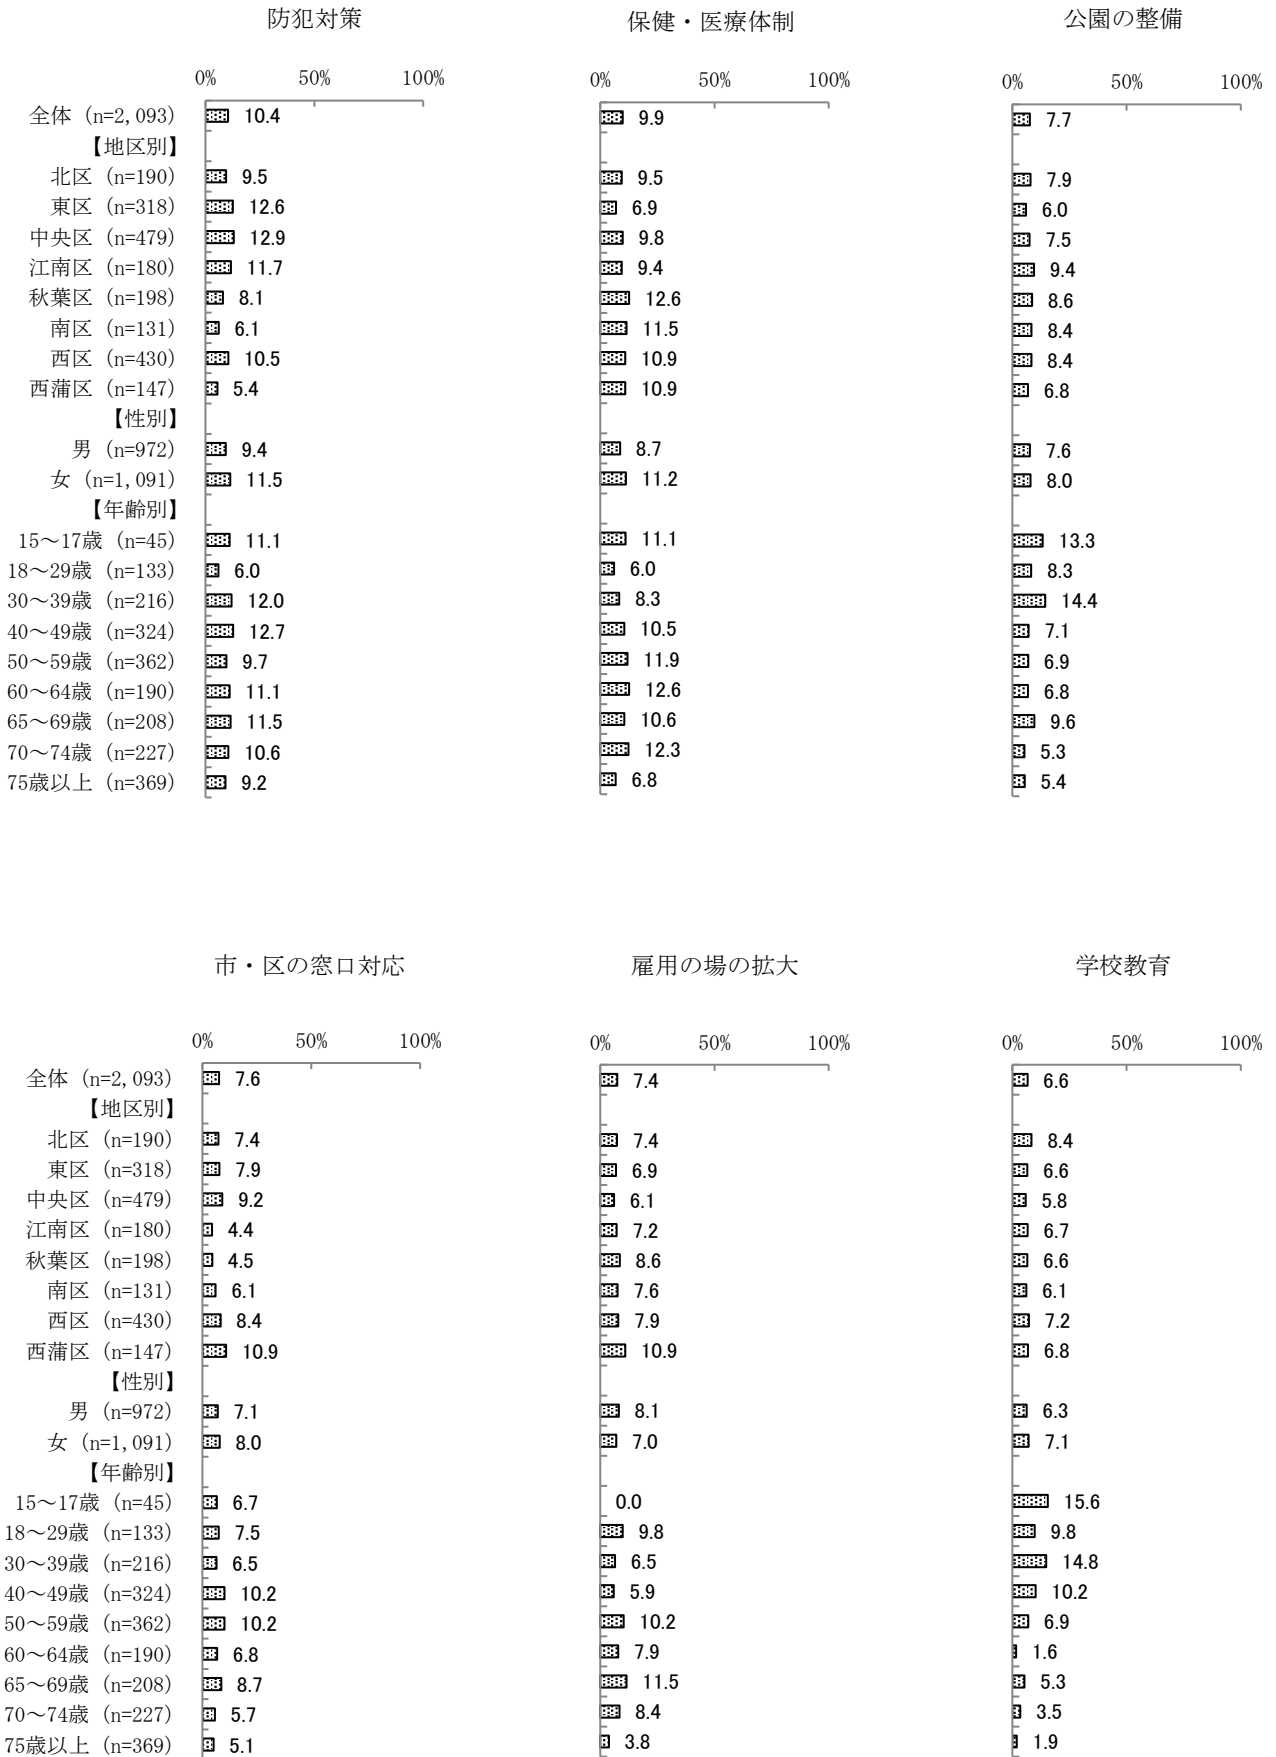 防犯対策 保健・医療体制 公園の整備
0% 50% 100% 0% 50% 100% 0% 50% 100%
全体 (n=2,093) 10.4 9.9 7.7
【地区別】
北区 (n=190) 9.5 9.5 7.9
東区 (n=318) 12.6 6.9 6.0
中央区 (n=479) 12.9 9.8 7.5
江南区 (n=180) 11.7 9.4 9.4
秋葉区 (n=198) 8.1 12.6 8.6
南区 (n=131) 6.1 11.5 8.4
西区 (n=430) 10.5 10.9 8.4
西蒲区 (n=147) 5.4 10.9 6.8
【性別】
男 (n=972) 9.4 8.7 7.6
女 (n=1,091) 11.5 11.2 8.0
【年齢別】
15～17歳 (n=45) 11.1 11.1 13.3
18～29歳 (n=133) 6.0 6.0 8.3
30～39歳 (n=216) 12.0 8.3 14.4
40～49歳 (n=324) 12.7 10.5 7.1
50～59歳 (n=362) 9.7 11.9 6.9
60～64歳 (n=190) 11.1 12.6 6.8
65～69歳 (n=208) 11.5 10.6 9.6
70～74歳 (n=227) 10.6 12.3 5.3
75歳以上 (n=369) 9.2 6.8 5.4
市・区の窓口対応 雇用の場の拡大 学校教育
0% 50% 100% 0% 50% 100% 0% 50% 100%
全体 (n=2,093) 7.6 7.4 6.6
【地区別】
北区 (n=190) 7.4 7.4 8.4
東区 (n=318) 7.9 6.9 6.6
中央区 (n=479) 9.2 6.1 5.8
江南区 (n=180) 4.4 7.2 6.7
秋葉区 (n=198) 4.5 8.6 6.6
南区 (n=131) 6.1 7.6 6.1
西区 (n=430) 8.4 7.9 7.2
西蒲区 (n=147) 10.9 10.9 6.8
【性別】
男 (n=972) 7.1 8.1 6.3
女 (n=1,091) 8.0 7.0 7.1
【年齢別】
15～17歳 (n=45) 6.7 0.0 15.6
18～29歳 (n=133) 7.5 9.8 9.8
30～39歳 (n=216) 6.5 6.5 14.8
40～49歳 (n=324) 10.2 5.9 10.2
50～59歳 (n=362) 10.2 10.2 6.9
60～64歳 (n=190) 6.8 7.9 1.6
65～69歳 (n=208) 8.7 11.5 5.3
70～74歳 (n=227) 5.7 8.4 3.5
75歳以上 (n=369) 5.1 3.8 1.9